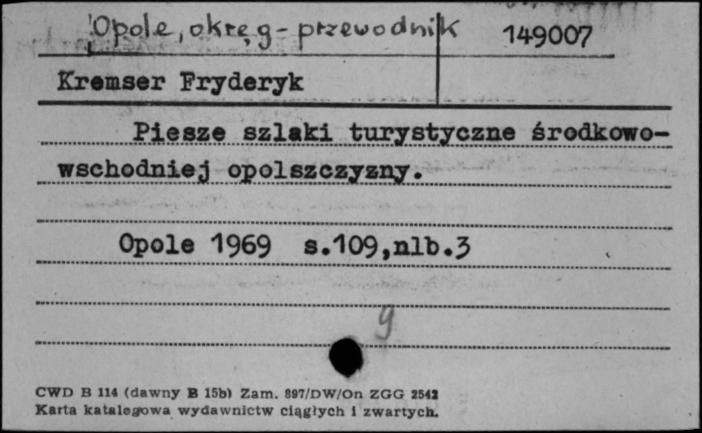 Opole, okręg - przewodnik 149007
Kremser Fryderyk
Piesze szlaki turystyczne środkowo-
wschodniej opolszczyzny.
Opole 1969 s.109,nlb.3
g
CWD B 114 (dawny B 15b) Zam. 897/DW/On ZGG 2542
Karta katalogowa wydawnictw ciągłych i zwartych.